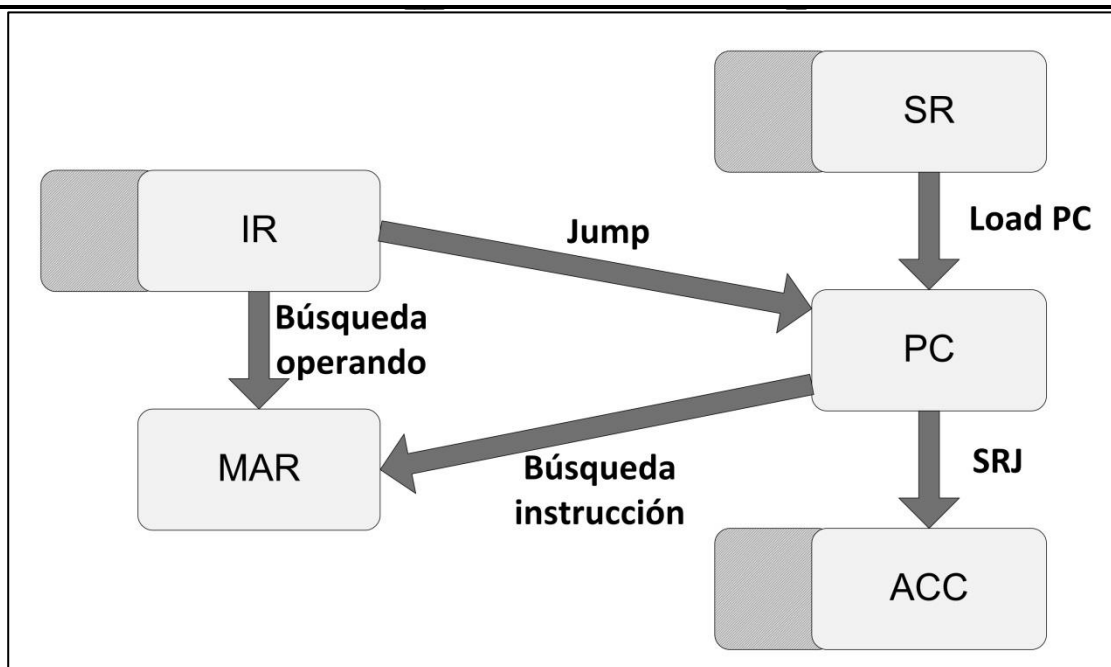 SR
IR
Jump
Load PC
Búsqueda
operando
PC
MAR
Búsqueda
instrucción
SRJ
ACC